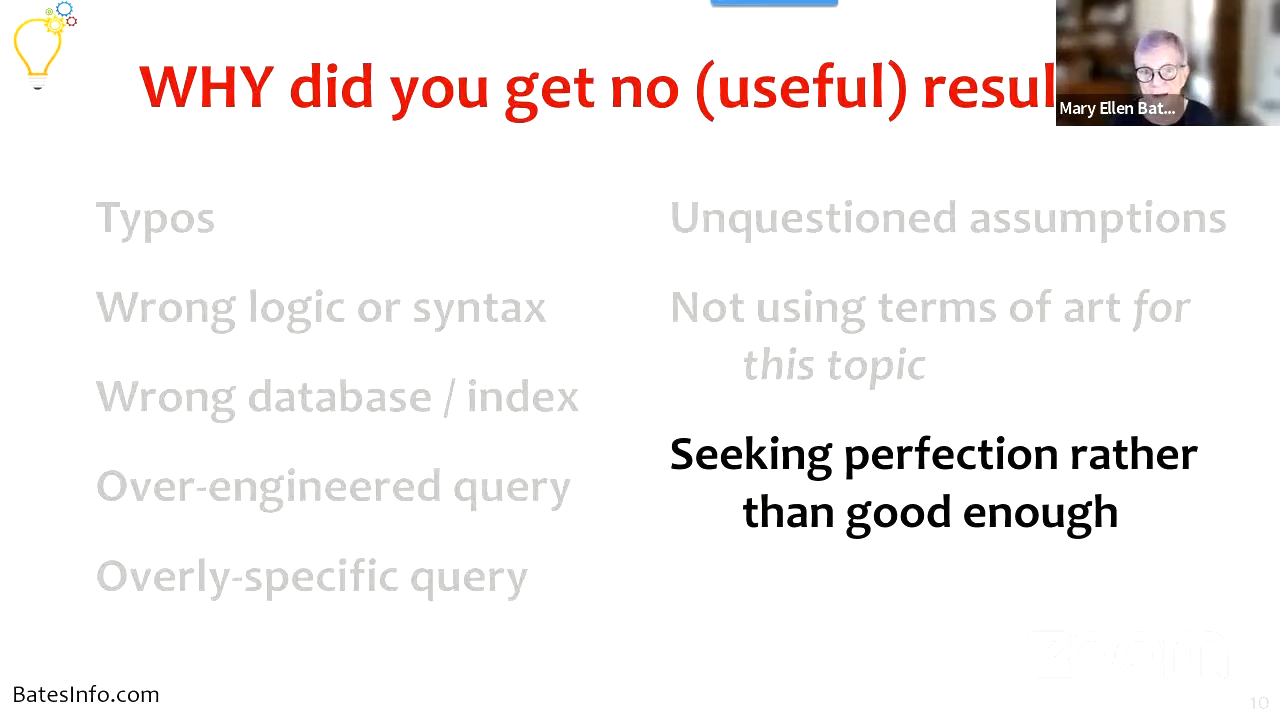 WHY did you get no (useful) resul
Mary Ellen Bat...
Typos
Wrong logic or syntax
Wrong database / index
Over-engineered query
Overly-specific query
Unquestioned assumptions
Not using terms of art for
this topic
Seeking perfection rather
than good enough
zoom
BatesInfo.com
10